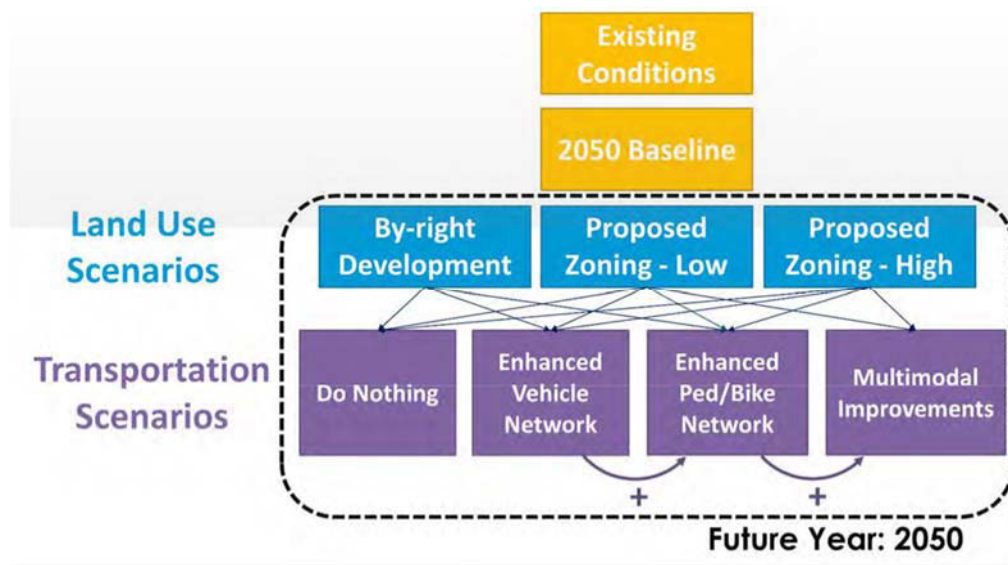 Existing
Conditions
2050 Baseline
Land Use
Scenarios
By-right
Development
Proposed
Zoning - Low
Proposed
Zoning - High
Transportation
Scenarios
Do Nothing
Enhanced
Vehicle
Network
Enhanced
Ped/Bike
Network
Multimodal
Improvements
+
+
Future Year: 2050